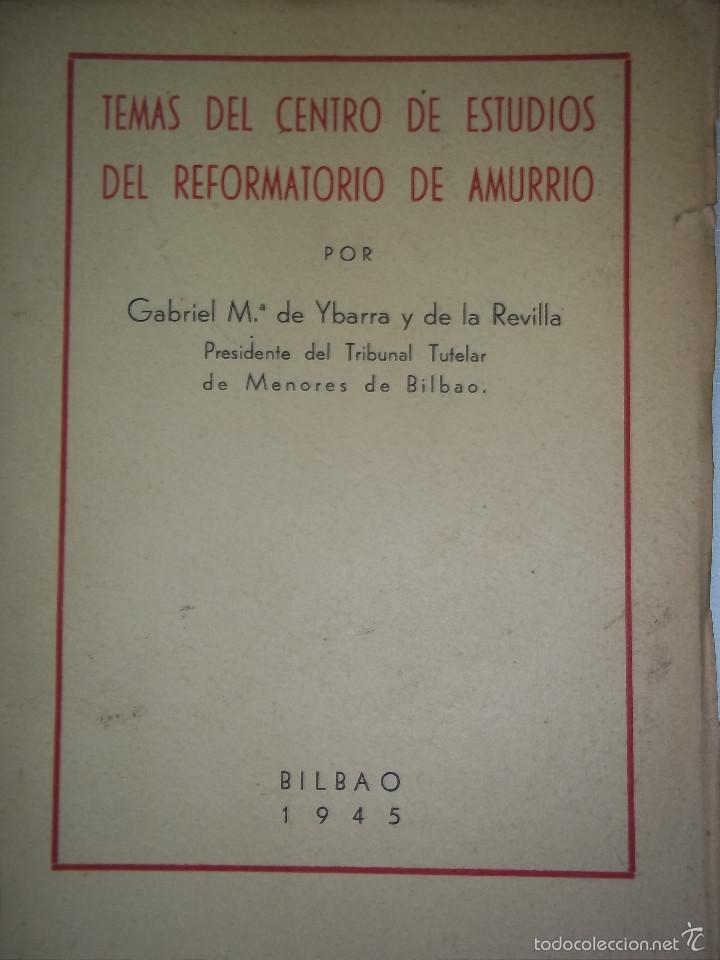 TEMAS DEL CENTRO DE ESTUDIOS
DEL REFORMATORIO DE AMURRIO
POR
Gabriel M.ª de Ybarra y de la Revilla
Presidente del Tribunal Tutelar
de Menores de Bilbao.
BILBAO
1945
todocoleccion.net